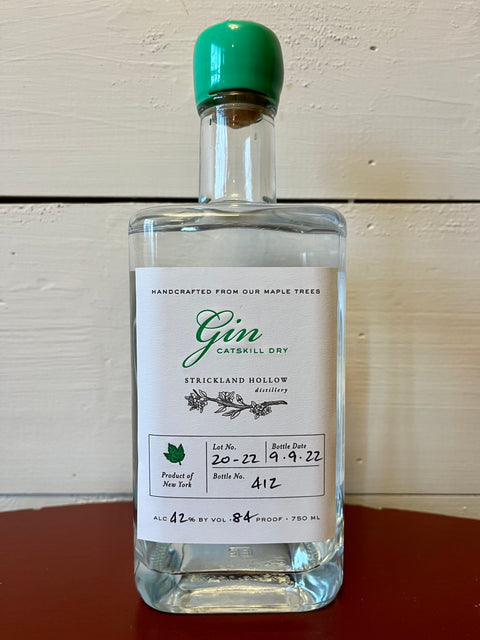 HANDCRAFTED FROM OUR MAPLE TREES
Gin
CATSKILL DRY
STRICKLAND HOLLOW
distillery
Product of
New York
Lot No.
20-22
Bottle Date
9.9.22
Bottle No.
412
ALC 42% BY VOL · 84 PROOF · 750 ML